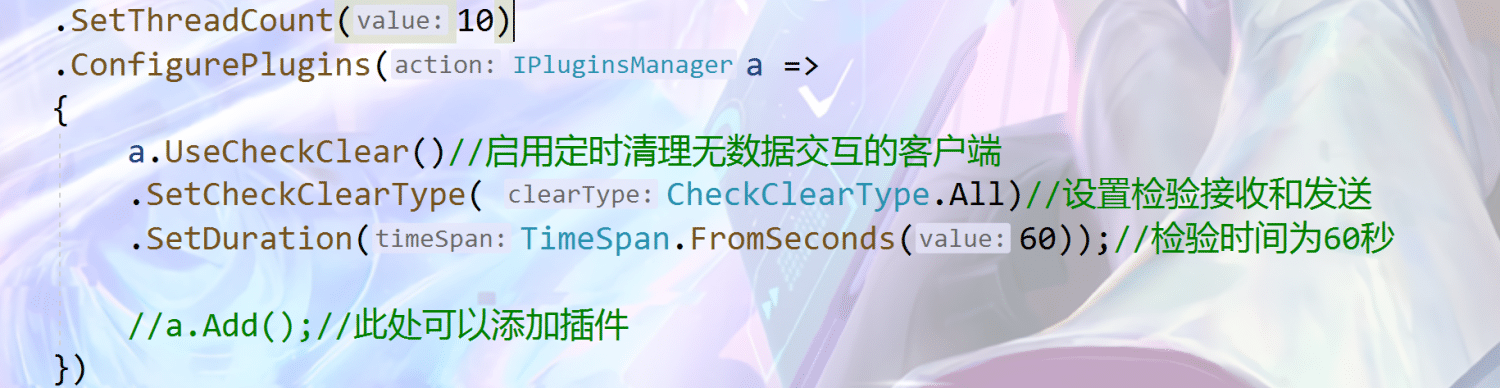 .SetThreadCount(value: 10)
.ConfigurePlugins(action: IPluginsManager a =>
{
a.UseCheckClear()//启用定时清理无数据交互的客户端
.SetCheckClearType( clearType: CheckClearType.All)//设置检验接收和发送
.SetDuration(timeSpan: TimeSpan.FromSeconds(value: 60));//检验时间为60秒
//a.Add();//此处可以添加插件
})